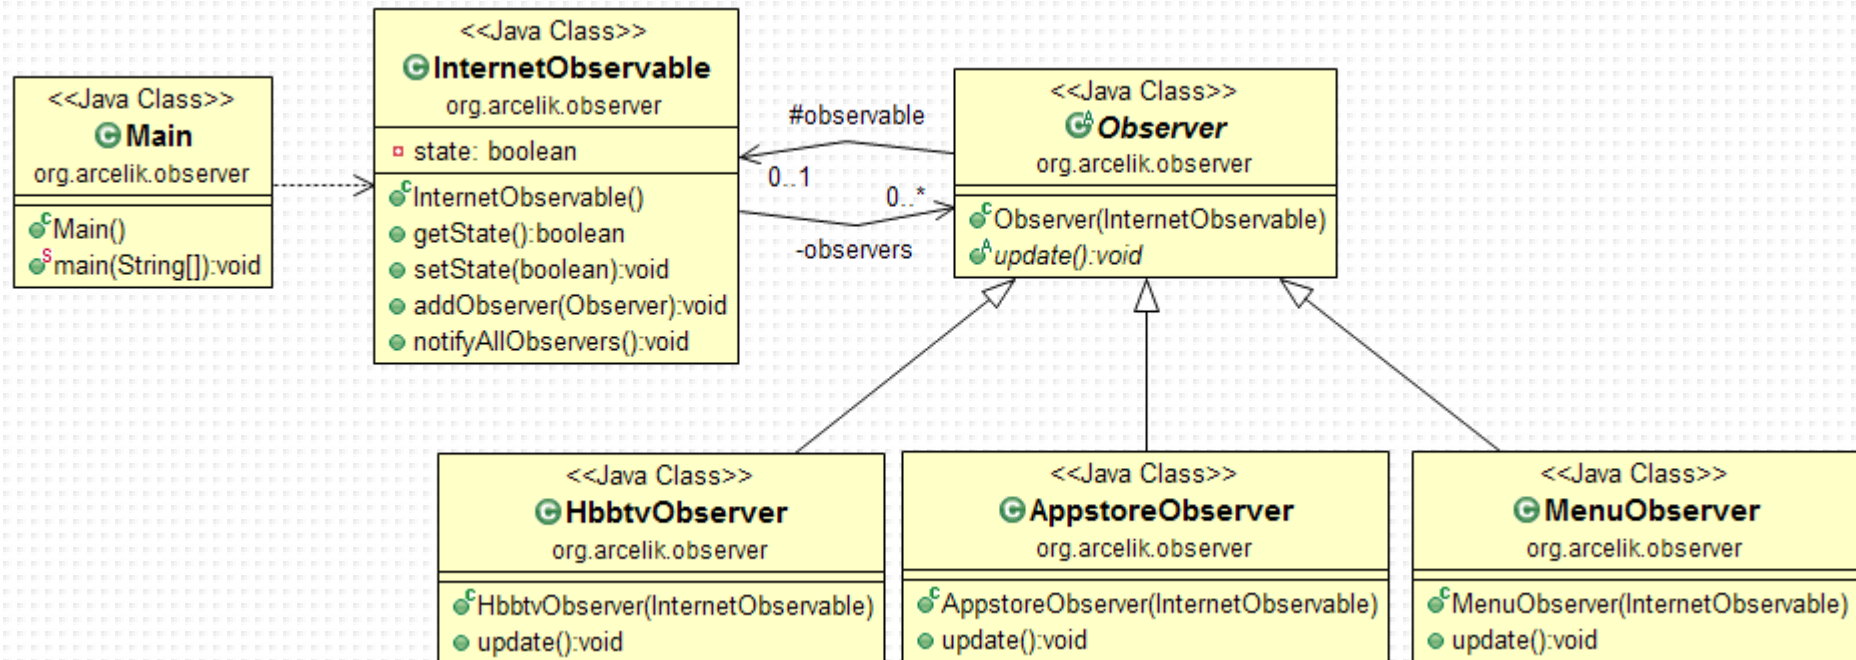 <<Java Class>>
Main
org.arcelik.observer
Main()
main(String[]):void
<<Java Class>>
InternetObservable
org.arcelik.observer
state: boolean
InternetObservable()
getState():boolean
setState(boolean):void
addObserver(Observer):void
notifyAllObservers():void
#observable
0..1
0..*
-observers
<<Java Class>>
Observer
org.arcelik.observer
Observer(InternetObservable)
update():void
<<Java Class>>
HbbtvObserver
org.arcelik.observer
HbbtvObserver(InternetObservable)
update():void
<<Java Class>>
AppstoreObserver
org.arcelik.observer
AppstoreObserver(InternetObservable)
update():void
<<Java Class>>
MenuObserver
org.arcelik.observer
MenuObserver(InternetObservable)
update():void